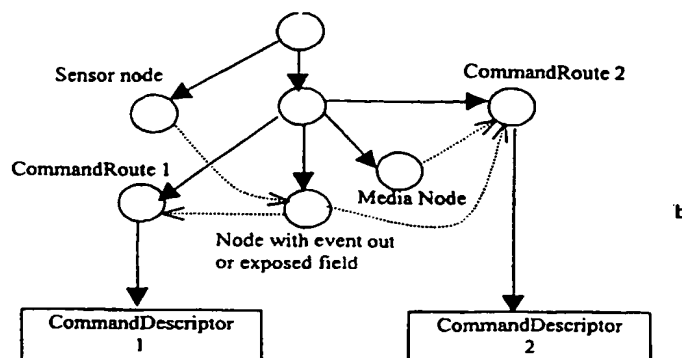 Sensor node
CommandRoute 2
CommandRoute 1
Media Node
Node with event out
or exposed field
b
CommandDescriptor
1
CommandDescriptor
2